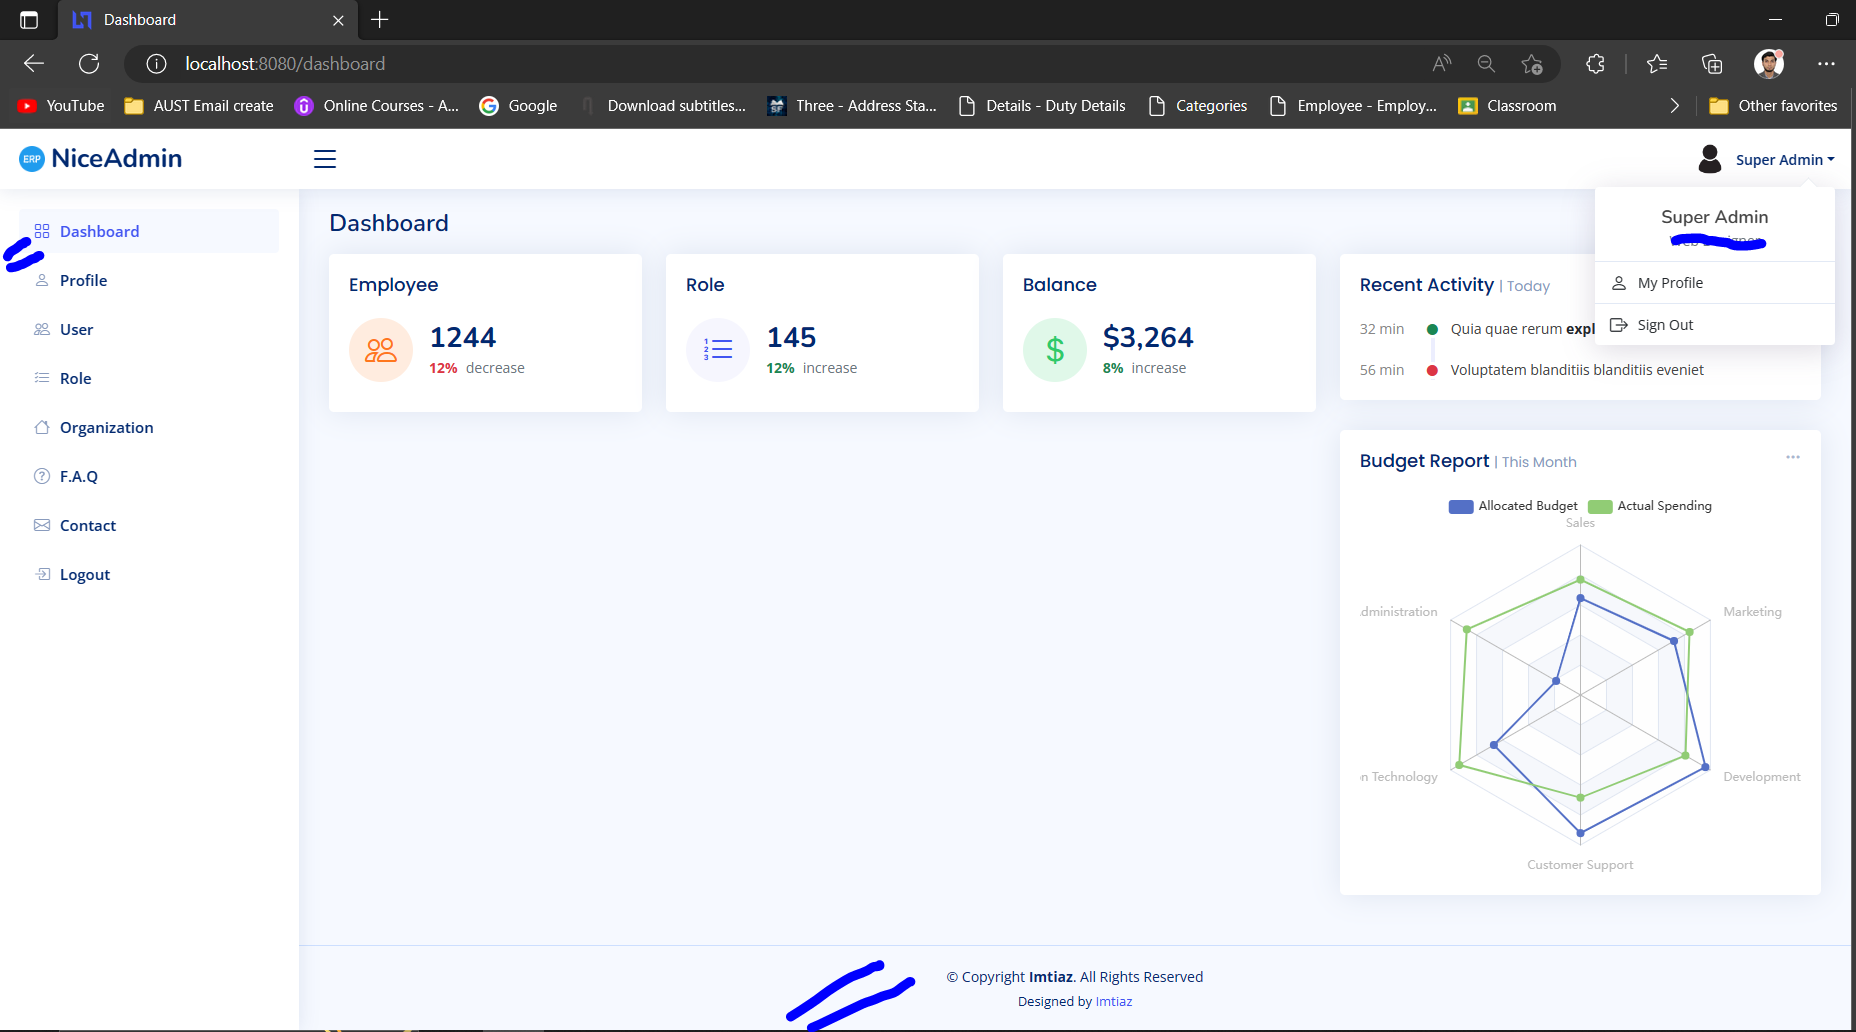 Dashboard
localhost:8080/dashboard
YouTube
AUST Email create
Online Courses - A...
Google
Download subtitles...
Three - Address Sta...
Details - Duty Details
Categories
Employee - Employ...
Classroom
Other favorites
ERP NiceAdmin
Super Admin
Super Admin
My Profile
Sign Out
Dashboard
Profile
User
Role
Organization
F.A.Q
Contact
Logout
Dashboard
Employee
1244
12% decrease
Role
145
12% increase
Balance
$3,264
8% increase
Recent Activity | Today
32 min Quia quae rerum expl
56 min Voluptatem blanditiis blanditiis eveniet
Budget Report | This Month
Allocated Budget Actual Spending
Sales
dministration
Marketing
n Technology
Development
Customer Support
© Copyright Imtiaz. All Rights Reserved
Designed by Imtiaz